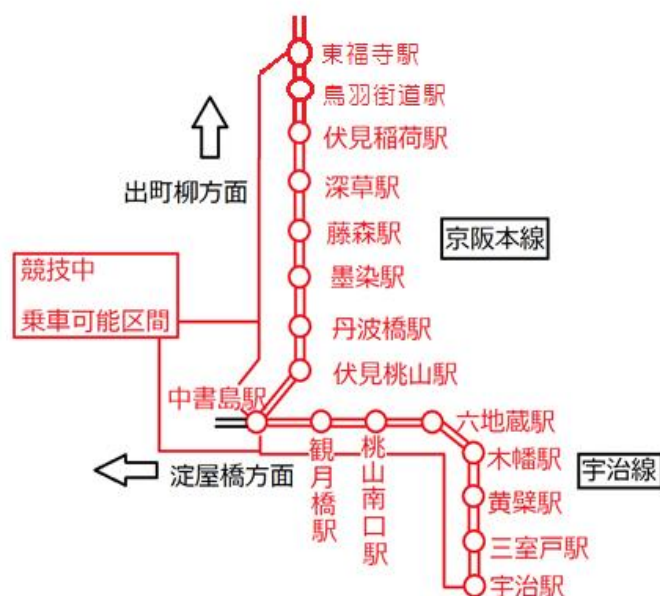 東福寺駅
鳥羽街道駅
伏見稲荷駅
出町柳方面
深草駅
藤森駅
京阪本線
競技中
乗車可能区間
墨染駅
丹波橋駅
伏見桃山駅
中書島駅
六地蔵駅
観月橋駅
桃山南口駅
木幡駅
淀屋橋方面
宇治線
黄檗駅
三室戸駅
宇治駅